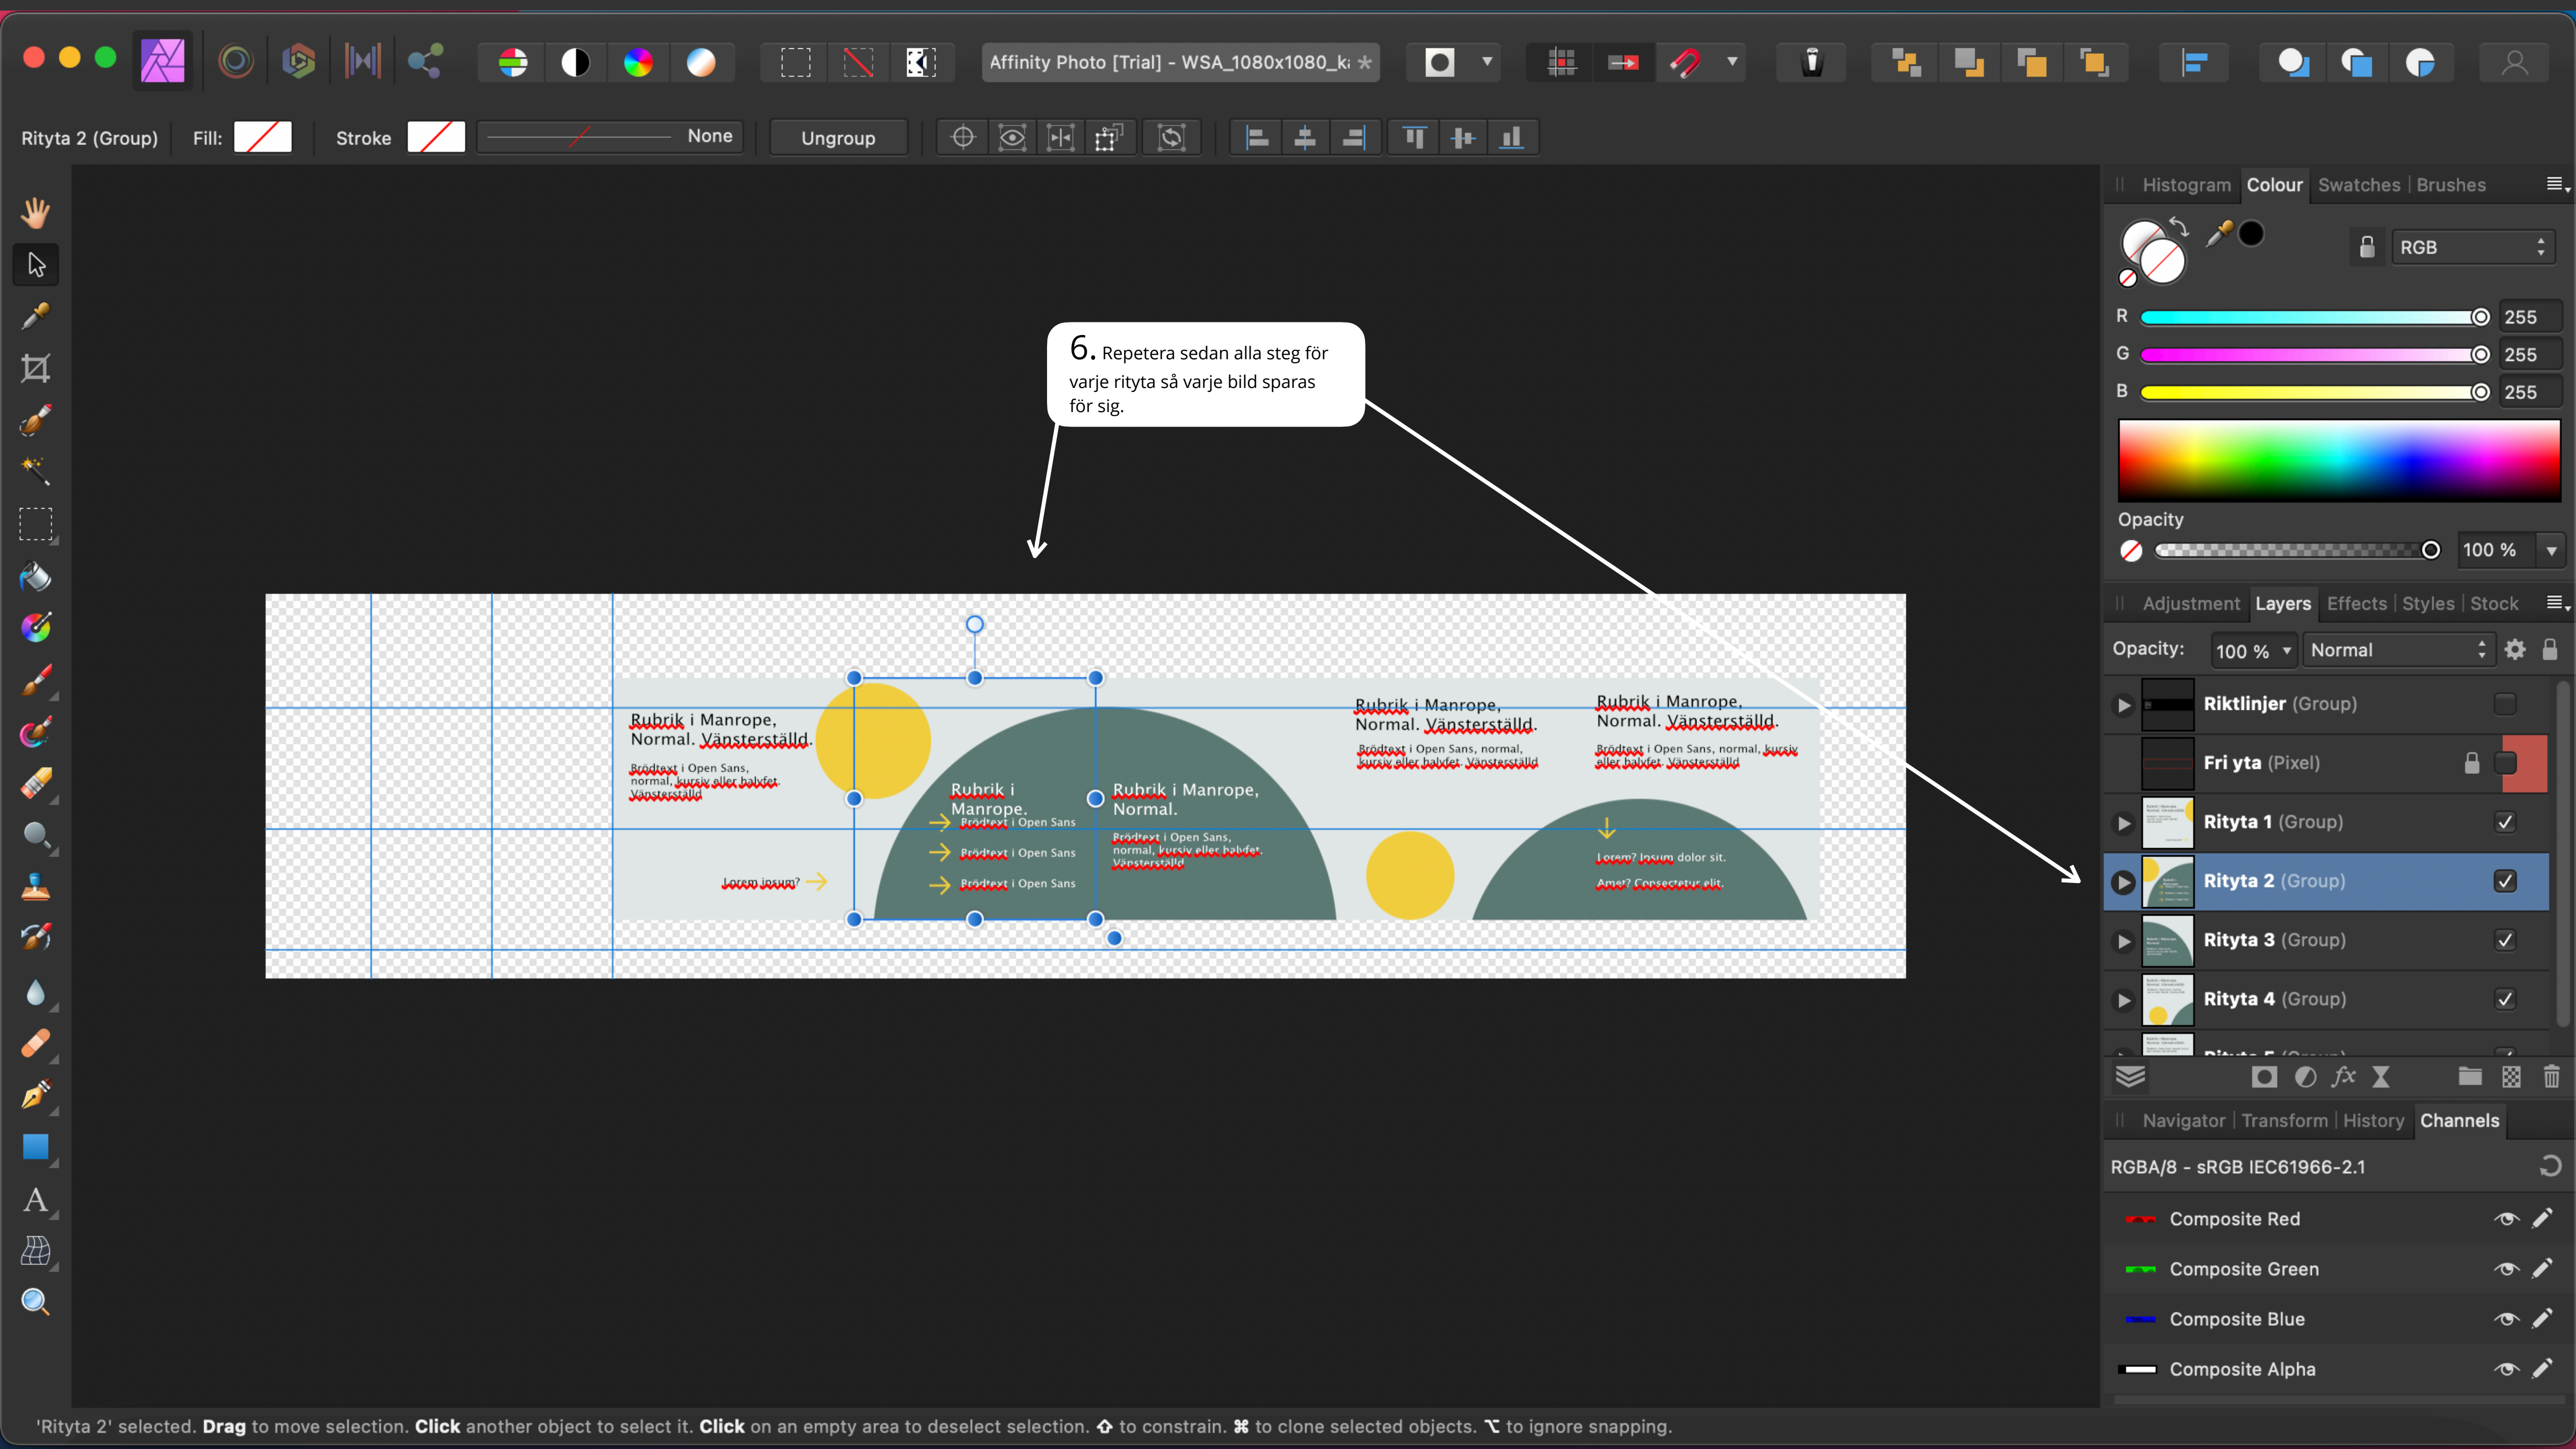 Affinity Photo [Trial] - WSA_1080x1080_k
Rityta 2 (Group)
Fill:
Stroke
None
Ungroup
Histogram
Colour
Swatches
Brushes
RGB
R
255
G
255
B
255
Opacity
100 %
6. Repetera sedan alla steg för
varje rityta så varje bild sparas
för sig.
Rubrik i Manrope,
Normal. Vänsterställd.
Brödtext i Open Sans,
normal, kursiv eller halvfet.
Vänsterställd
Lorem ipsum?
Rubrik i
Manrope.
Brödtext i Open Sans
Brödtext i Open Sans
Brödtext i Open Sans
Rubrik i Manrope,
Normal.
Brödtext i Open Sans,
normal, kursiv eller halvfet.
Vänsterställd
Rubrik i Manrope,
Normal. Vänsterställd.
Brödtext i Open Sans, normal,
kursiv eller halvfet. Vänsterställd
Rubrik i Manrope,
Normal. Vänsterställd.
Brödtext i Open Sans, normal, kursiv
eller halvfet. Vänsterställd
Lorem? Ipsum dolor sit.
Amet? Consectetur elit.
Adjustment
Layers
Effects
Styles
Stock
Opacity:
100 %
Normal
Riktlinjer (Group)
Fri yta (Pixel)
Rityta 1 (Group)
Rityta 2 (Group)
Rityta 3 (Group)
Rityta 4 (Group)
Rityta 5 (Group)
fx
Navigator
Transform
History
Channels
RGBA/8 - sRGB IEC61966-2.1
Composite Red
Composite Green
Composite Blue
Composite Alpha
A
'Rityta 2' selected. Drag to move selection. Click another object to select it. Click on an empty area to deselect selection. ⇧ to constrain. ⌘ to clone selected objects. ⌥ to ignore snapping.